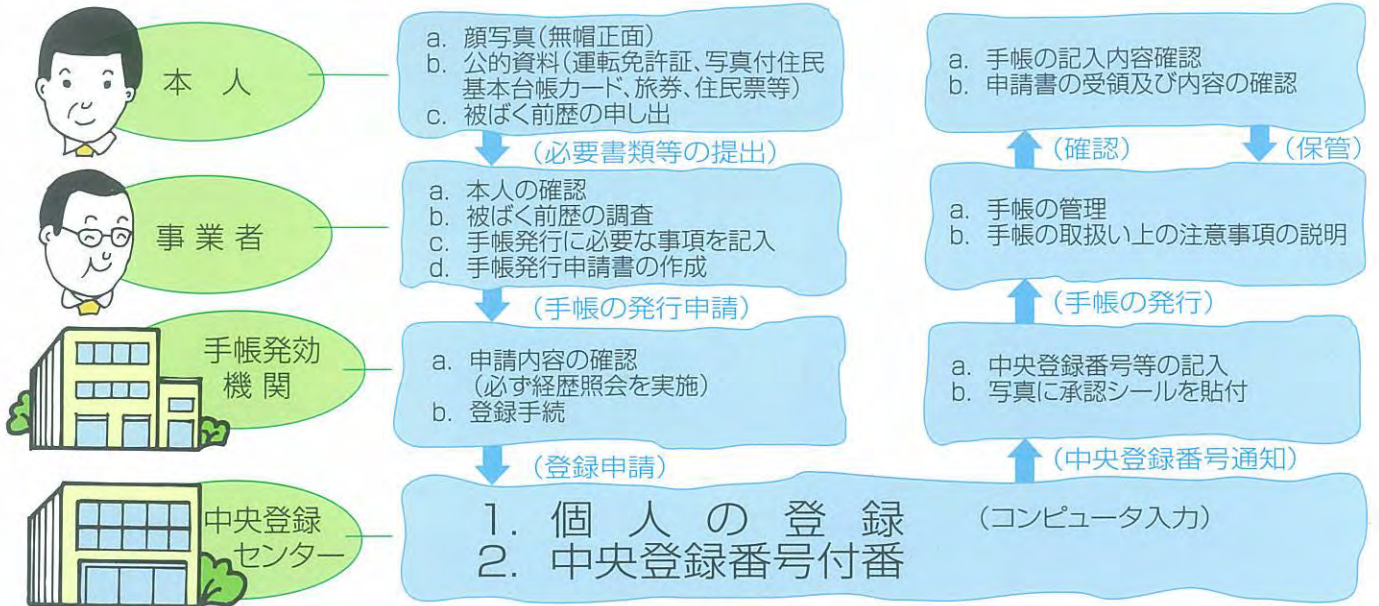 本人
a. 顔写真(無帽正面)
b. 公的資料(運転免許証、写真付住民
基本台帳カード、旅券、住民票等)
c. 被ばく前歴の申し出
(必要書類等の提出)
事業者
a. 本人の確認
b. 被ばく前歴の調査
c. 手帳発行に必要な事項を記入
d. 手帳発行申請書の作成
(手帳の発行申請)
手帳発効
機関
a. 申請内容の確認
(必ず経歴照会を実施)
b. 登録手続
(登録申請)
中央登録
センター
1. 個人の登録 (コンピュータ入力)
2. 中央登録番号付番
(中央登録番号通知)
a. 中央登録番号等の記入
b. 写真に承認シールを貼付
(手帳の発行)
a. 手帳の管理
b. 手帳の取扱い上の注意事項の説明
(確認)
(保管)
a. 手帳の記入内容確認
b. 申請書の受領及び内容の確認